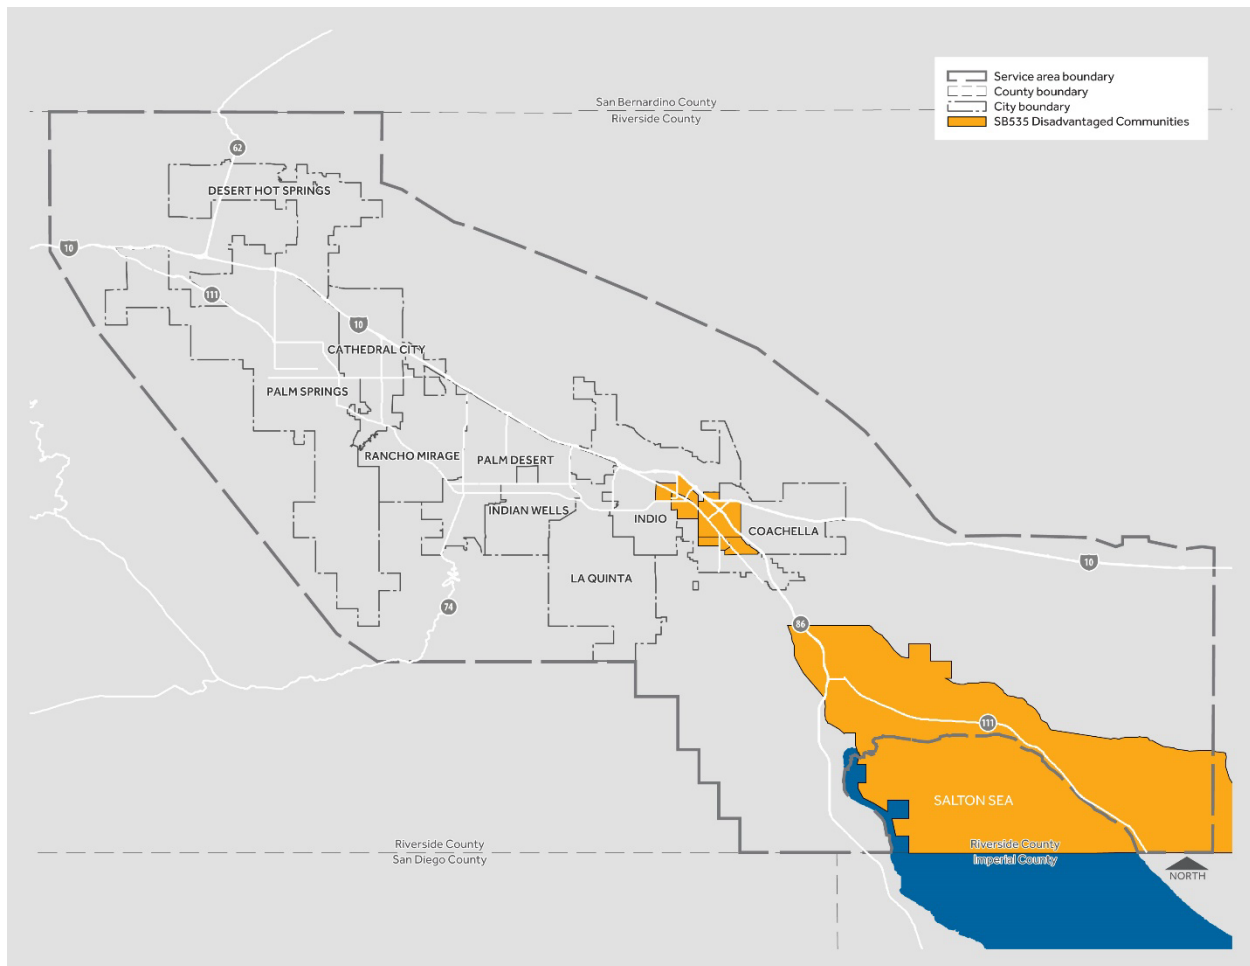 Service area boundary
County boundary
City boundary
SB535 Disadvantaged Communities
San Bernardino County
Riverside County
62
DESERT HOT SPRINGS
10
111
10
CATHEDRAL CITY
PALM SPRINGS
RANCHO MIRAGE
PALM DESERT
INDIAN WELLS
INDIO
COACHELLA
10
LA QUINTA
74
86
111
SALTON SEA
Riverside County
San Diego County
Riverside County
Imperial County
NORTH